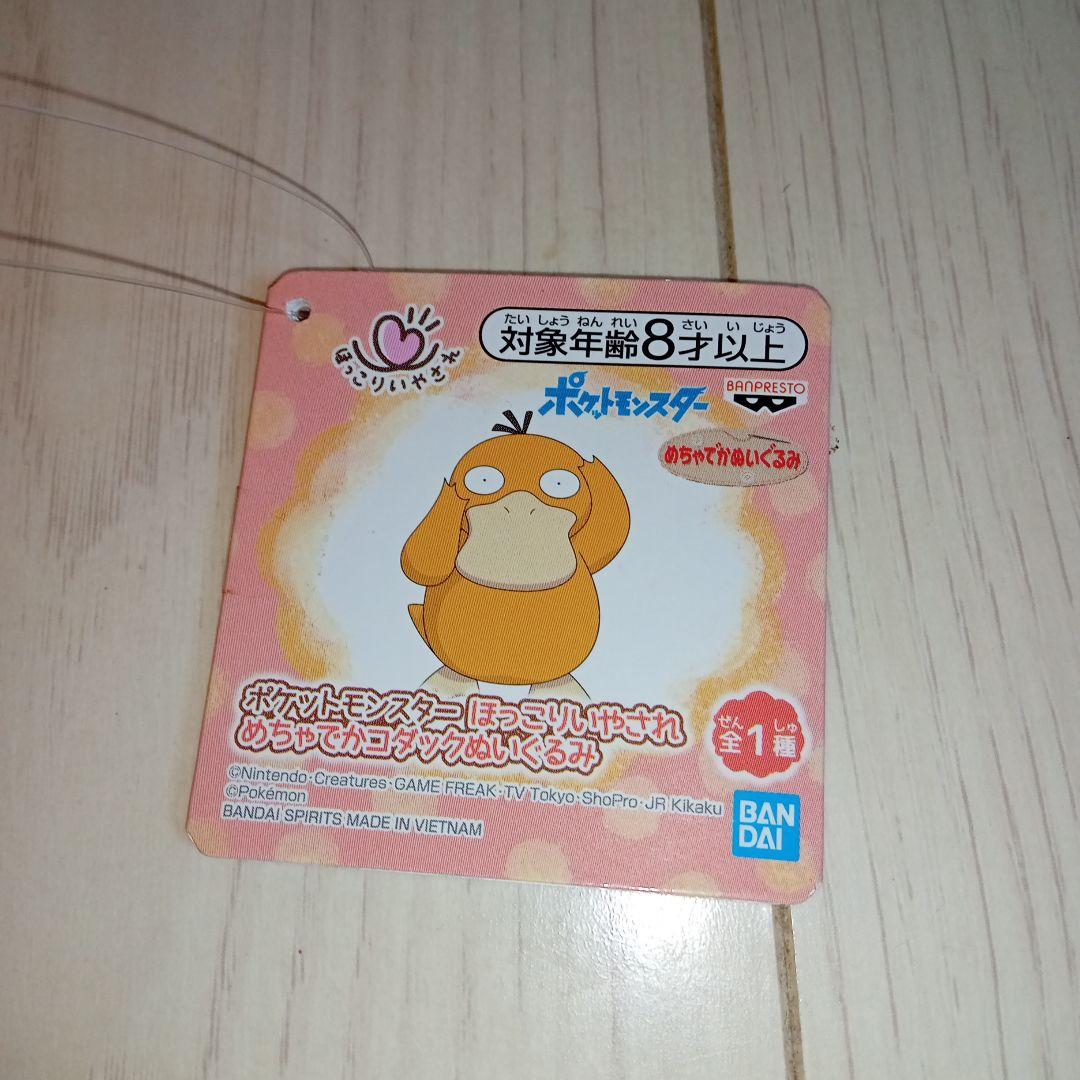 ほっこりいやされ
たいしょうねんれい さいいじょう
対象年齢8才以上
ポケットモンスター
BANPRESTO
めちゃでかぬいぐるみ
ポケットモンスター ほっこりいやされ
めちゃでかコダックぬいぐるみ
ぜん しゅ
全1種
©Nintendo・Creatures・GAME FREAK・TV Tokyo・ShoPro・JR Kikaku
©Pokémon
BANDAI SPIRITS MADE IN VIETNAM
BAN
DAI